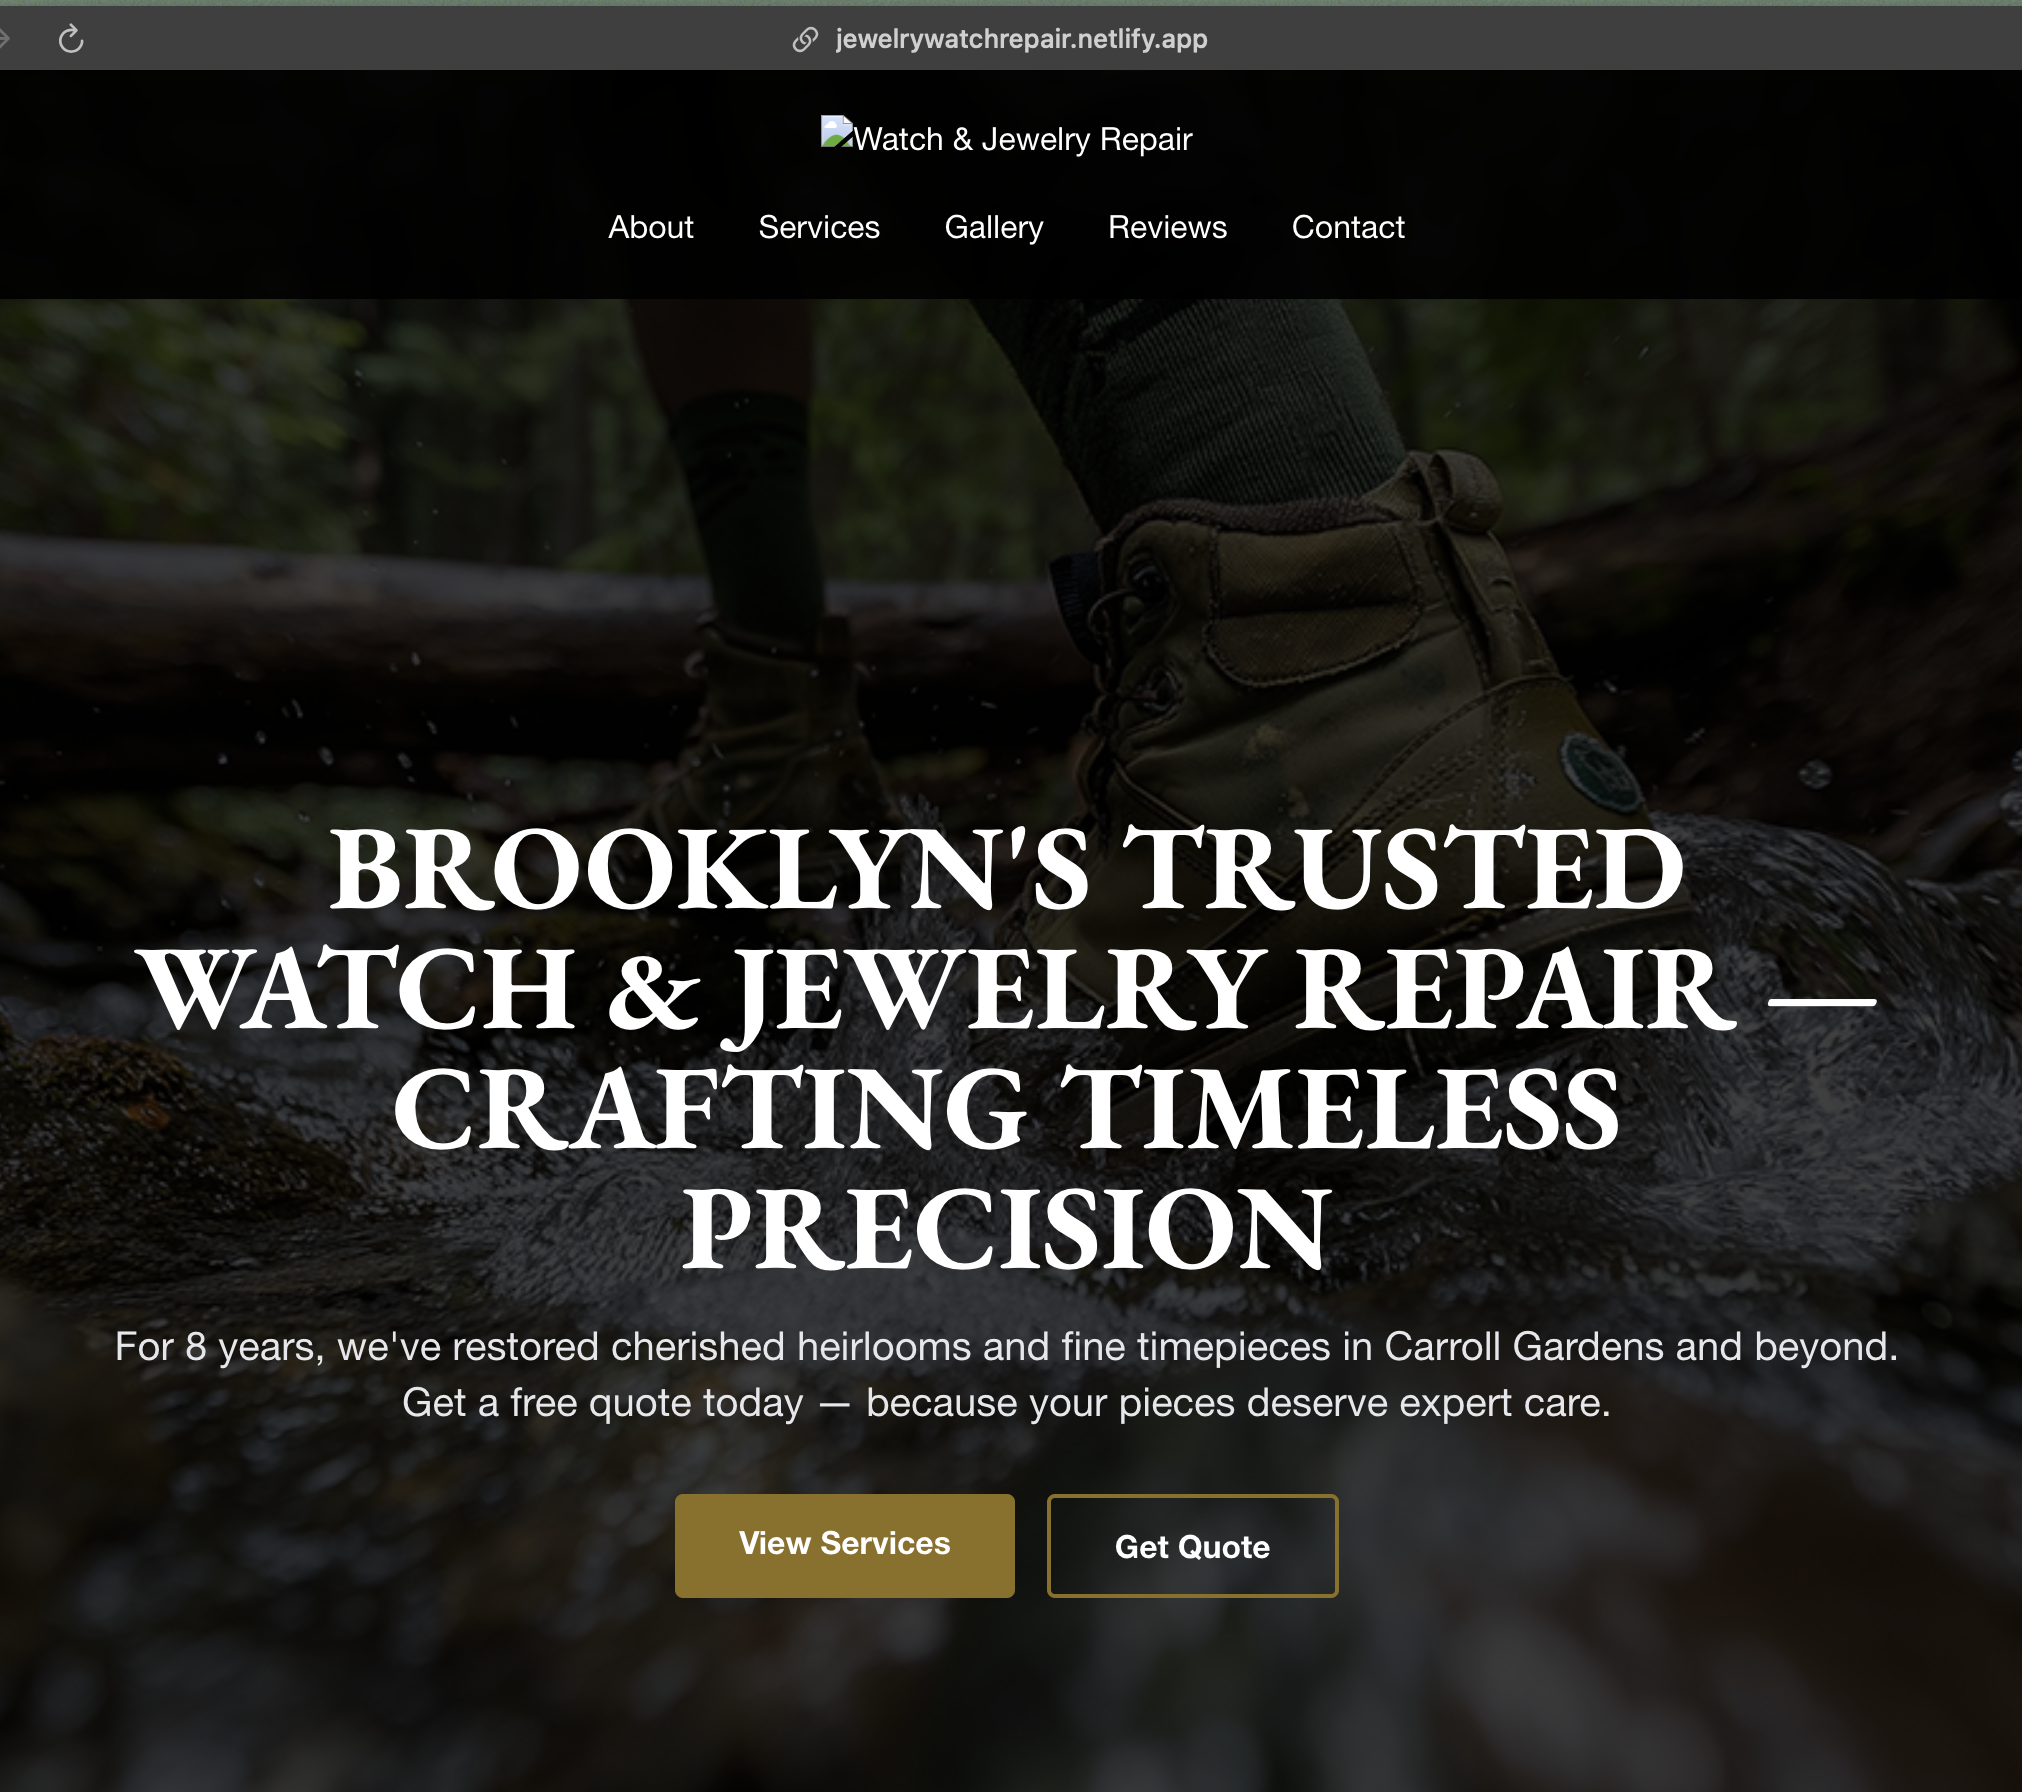 jewelrywatchrepair.netlify.app
Watch & Jewelry Repair
About Services Gallery Reviews Contact
BROOKLYN'S TRUSTED
WATCH & JEWELRY REPAIR —
CRAFTING TIMELESS
PRECISION
For 8 years, we've restored cherished heirlooms and fine timepieces in Carroll Gardens and beyond.
Get a free quote today — because your pieces deserve expert care.
View Services Get Quote